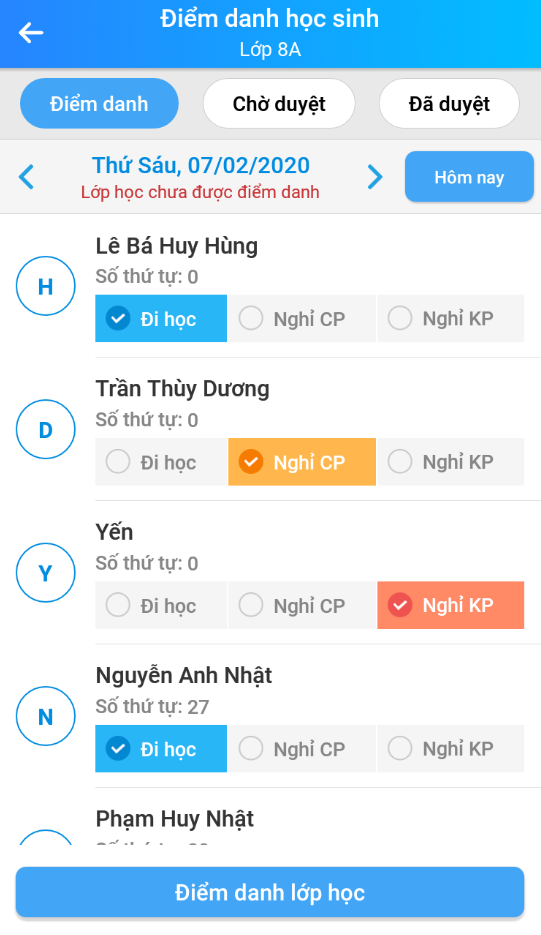 Điểm danh học sinh
Lớp 8A
Điểm danh
Chờ duyệt
Đã duyệt
Thứ Sáu, 07/02/2020
Lớp học chưa được điểm danh
Hôm nay
H
Lê Bá Huy Hùng
Số thứ tự: 0
Đi học
Nghỉ CP
Nghỉ KP
D
Trần Thùy Dương
Số thứ tự: 0
Đi học
Nghỉ CP
Nghỉ KP
Y
Yến
Số thứ tự: 0
Đi học
Nghỉ CP
Nghỉ KP
N
Nguyễn Anh Nhật
Số thứ tự: 27
Đi học
Nghỉ CP
Nghỉ KP
Phạm Huy Nhật
Số thứ tự:
Điểm danh lớp học